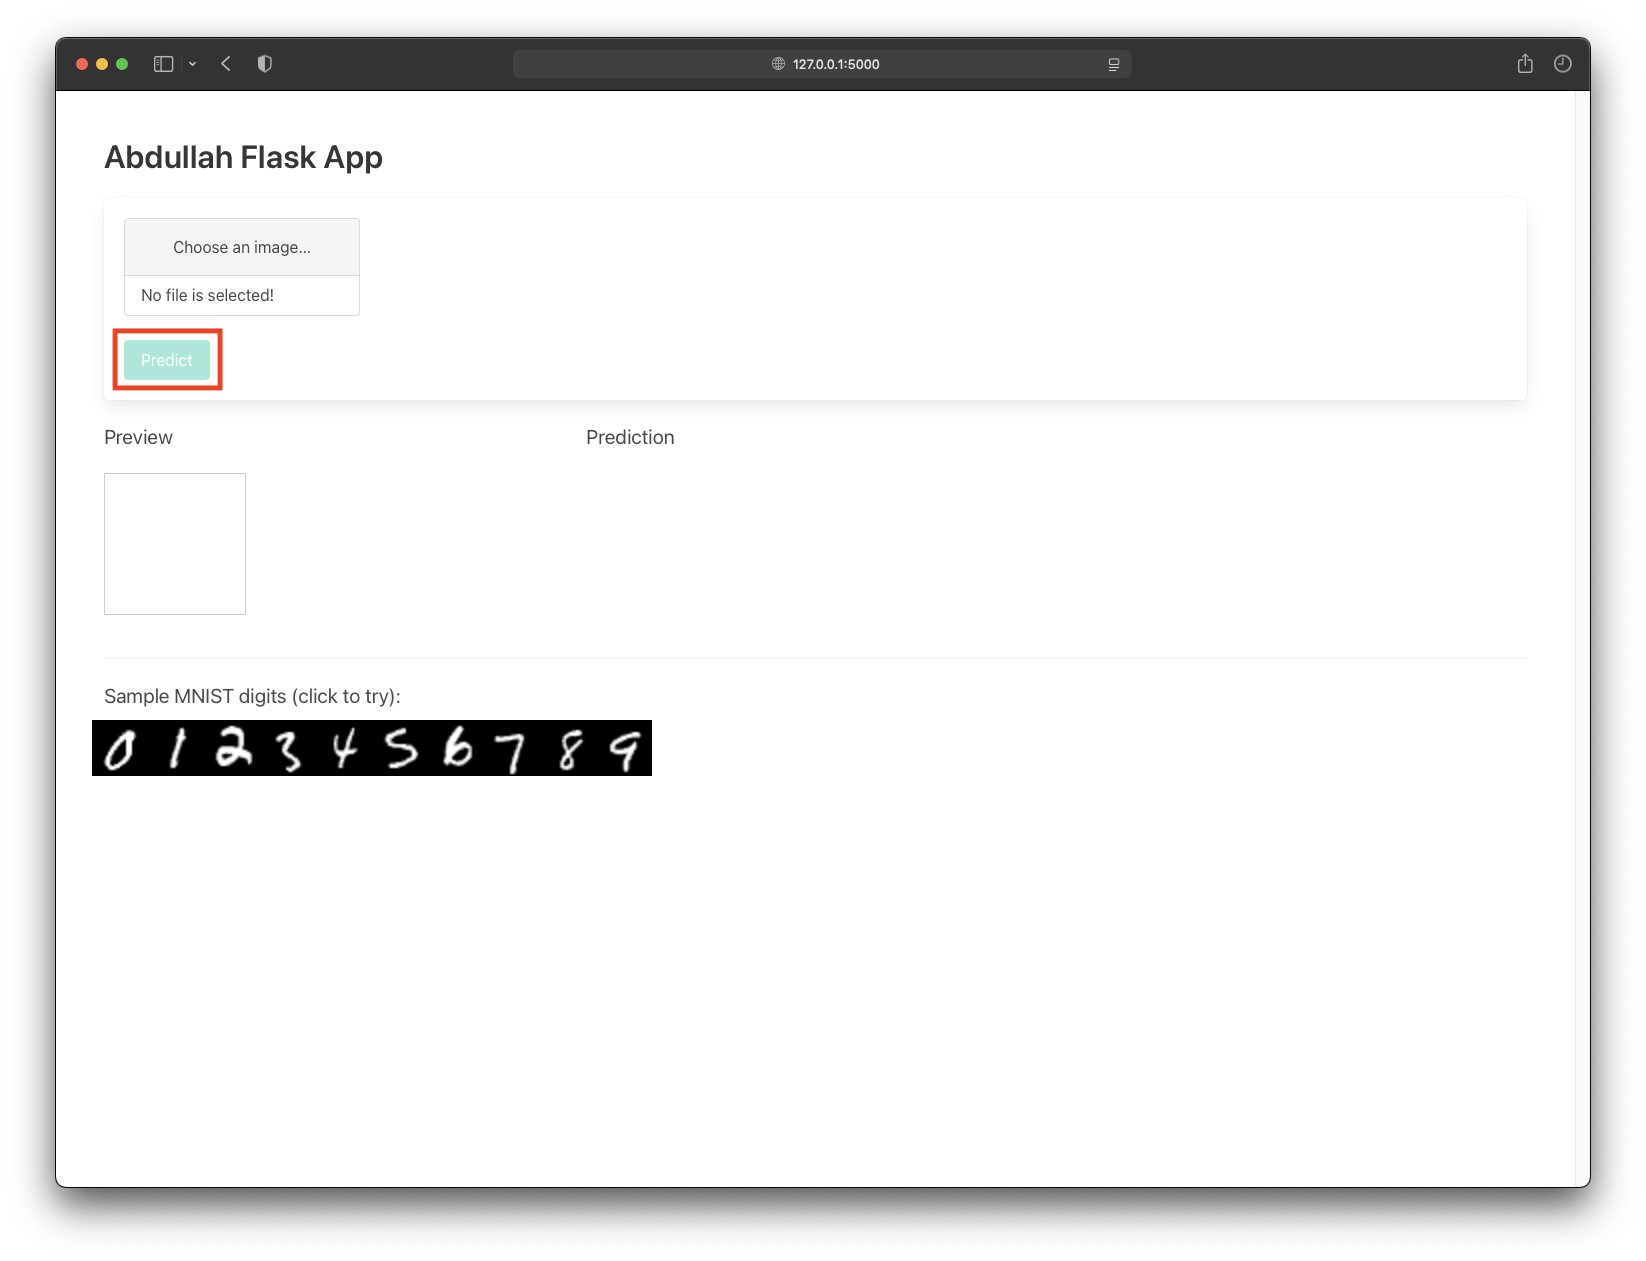 127.0.0.1:5000
Abdullah Flask App
Choose an image...
No file is selected!
Predict
Preview
Prediction
Sample MNIST digits (click to try):
0 1 2 3 4 5 6 7 8 9